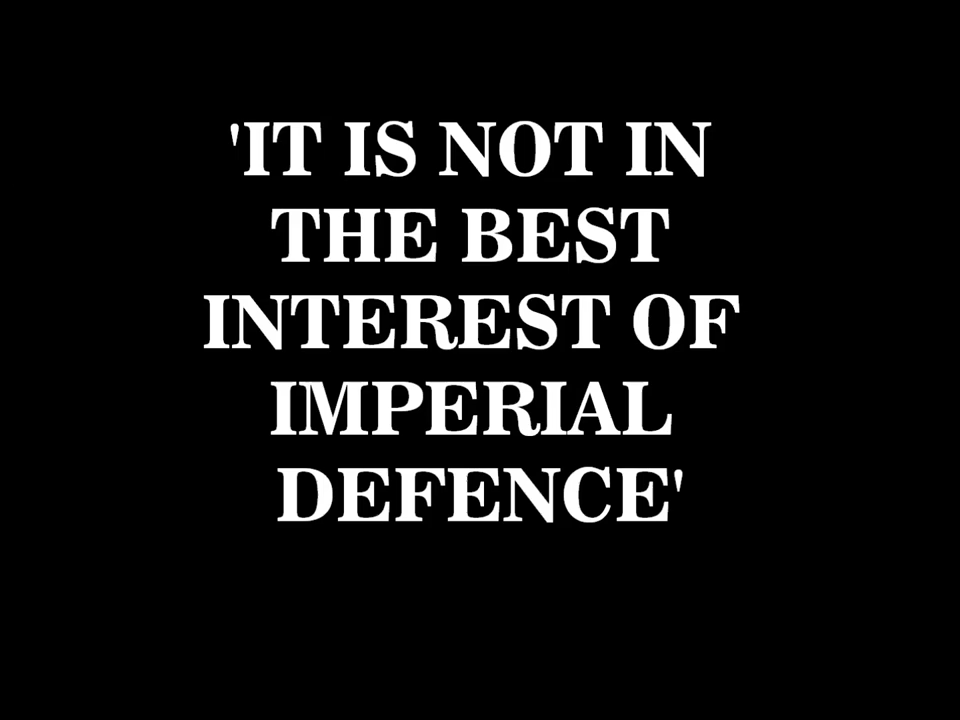 'IT IS NOT IN
THE BEST
INTEREST OF
IMPERIAL
DEFENCE'